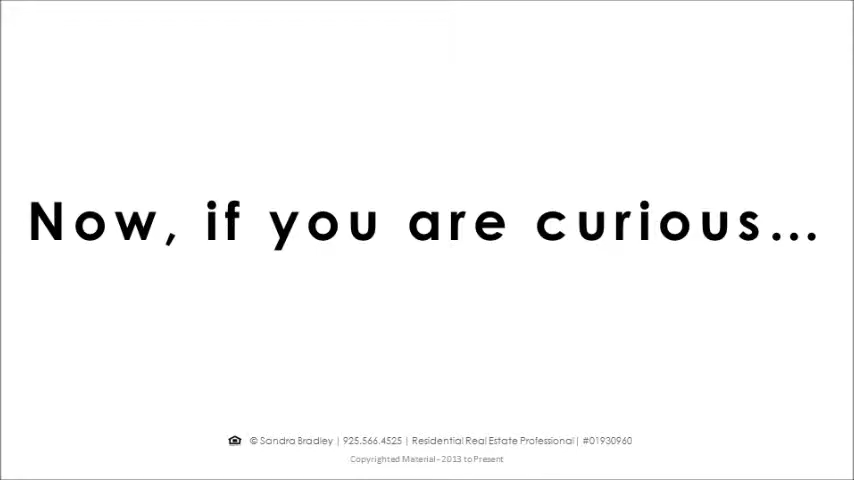 Now, if you are curious...
© Sandra Bradley | 925.566.4525 | Residential Real Estate Professional| #01930960
Copyrighted Material - 2013 to Present